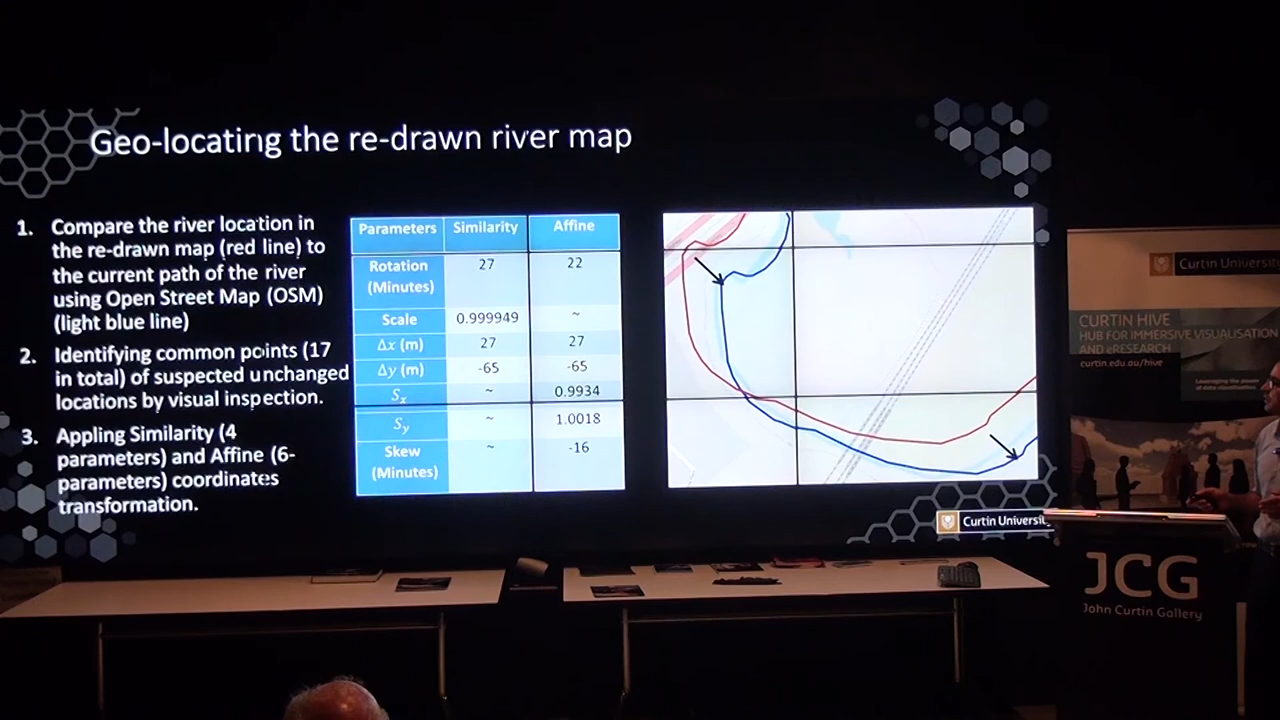 Geo-locating the re-drawn river map
1. Compare the river location in
the re-drawn map (red line) to
the current path of the river
using Open Street Map (OSM)
(light blue line)
2. Identifying common points (17
in total) of suspected unchanged
locations by visual inspection.
3. Appling Similarity (4
parameters) and Affine (6-
parameters) coordinates
transformation.
Parameters Similarity Affine
Rotation (Minutes) 27 22
Scale 0.999949 ~
Δx (m) 27 27
Δy (m) -65 -65
Sx ~ 0.9934
Sy ~ 1.0018
Skew (Minutes) ~ -16
Curtin Universit
Curtin Universit
CURTIN HIVE
HUB FOR IMMERSIVE VISUALISATION
AND eRESEARCH
curtin.edu.au/hive
JCG
John Curtin Gallery